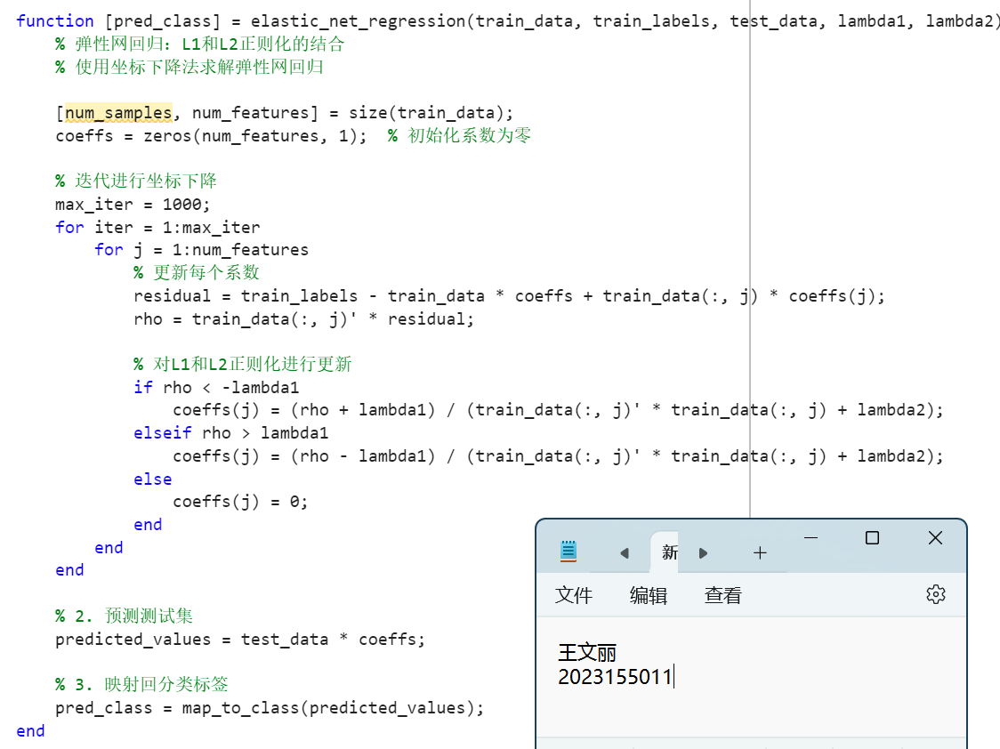 function [pred_class] = elastic_net_regression(train_data, train_labels, test_data, lambda1, lambda2)
% 弹性网回归：L1和L2正则化的结合
% 使用坐标下降法求解弹性网回归
[num_samples, num_features] = size(train_data);
coeffs = zeros(num_features, 1);  % 初始化系数为零
% 迭代进行坐标下降
max_iter = 1000;
for iter = 1:max_iter
for j = 1:num_features
% 更新每个系数
residual = train_labels - train_data * coeffs + train_data(:, j) * coeffs(j);
rho = train_data(:, j)' * residual;
% 对L1和L2正则化进行更新
if rho < -lambda1
coeffs(j) = (rho + lambda1) / (train_data(:, j)' * train_data(:, j) + lambda2);
elseif rho > lambda1
coeffs(j) = (rho - lambda1) / (train_data(:, j)' * train_data(:, j) + lambda2);
else
coeffs(j) = 0;
end
end
end
% 2. 预测测试集
predicted_values = test_data * coeffs;
% 3. 映射回分类标签
pred_class = map_to_class(predicted_values);
end
新
文件 编辑 查看
王文丽
2023155011